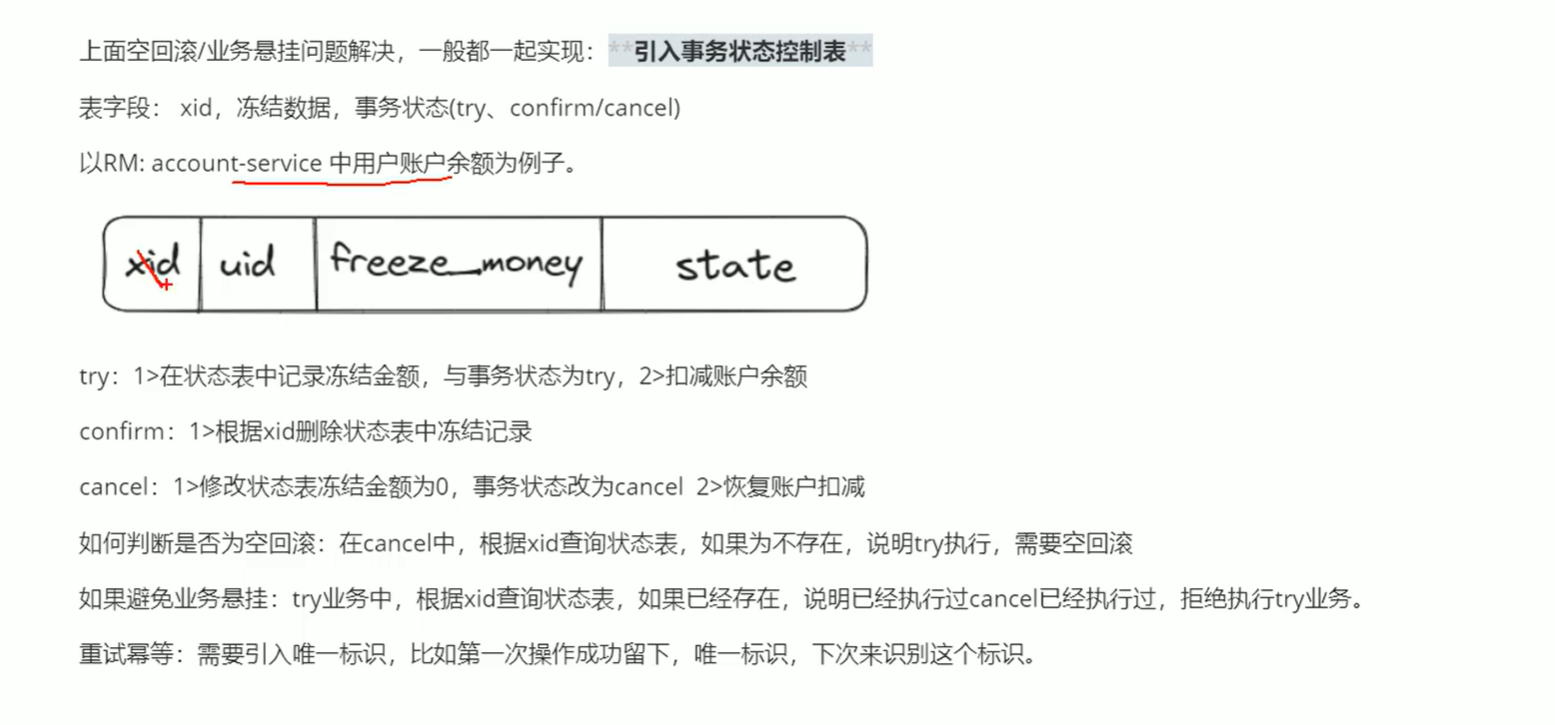 上面空回滚/业务悬挂问题解决，一般都一起实现：**引入事务状态控制表**
表字段： xid，冻结数据，事务状态(try、confirm/cancel)
以RM: account-service 中用户账户余额为例子。
xid uid freeze_money state
try：1>在状态表中记录冻结金额，与事务状态为try，2>扣减账户余额
confirm：1>根据xid删除状态表中冻结记录
cancel：1>修改状态表冻结金额为0，事务状态改为cancel 2>恢复账户扣减
如何判断是否为空回滚：在cancel中，根据xid查询状态表，如果为不存在，说明try执行，需要空回滚
如果避免业务悬挂：try业务中，根据xid查询状态表，如果已经存在，说明已经执行过cancel已经执行过，拒绝执行try业务。
重试幂等：需要引入唯一标识，比如第一次操作成功留下，唯一标识，下次来识别这个标识。